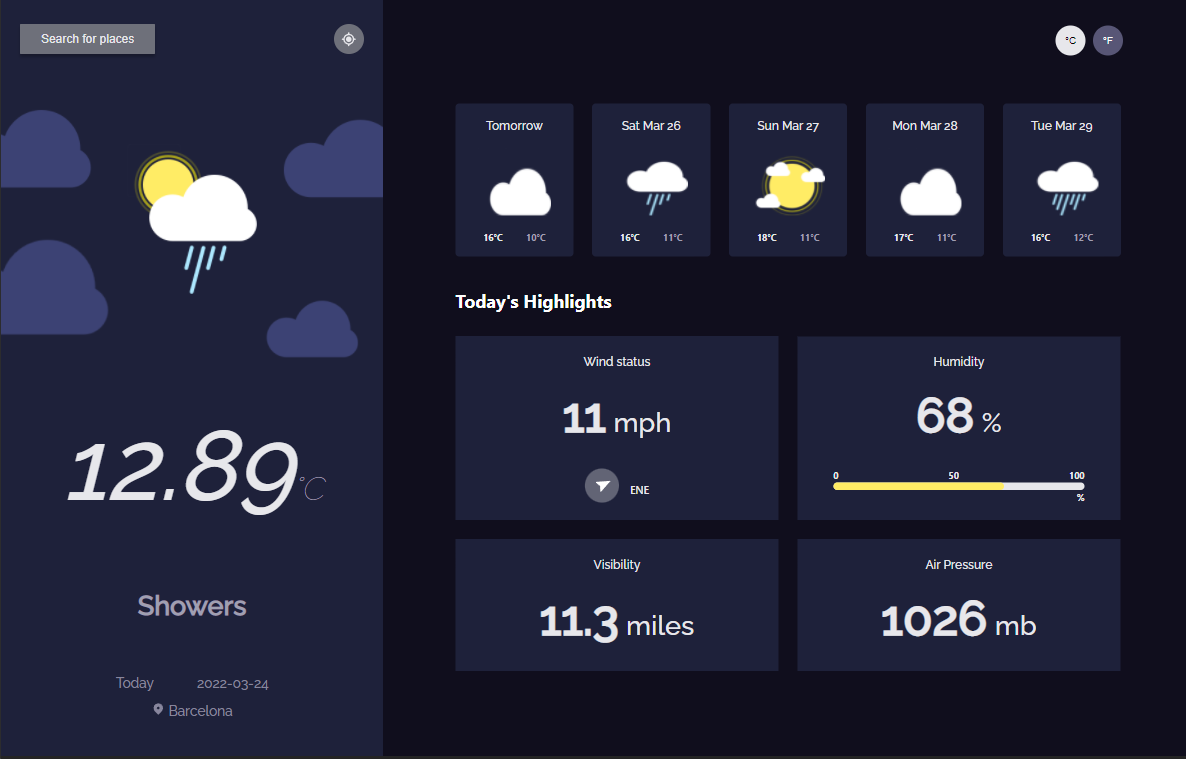 Search for places
°C °F
Tomorrow
16°C 10°C
Sat Mar 26
16°C 11°C
Sun Mar 27
18°C 11°C
Mon Mar 28
17°C 11°C
Tue Mar 29
16°C 12°C
12.89°C
Showers
Today 2022-03-24
Barcelona
Today's Highlights
Wind status
11 mph
ENE
Humidity
68 %
0 50 100
%
Visibility
11.3 miles
Air Pressure
1026 mb